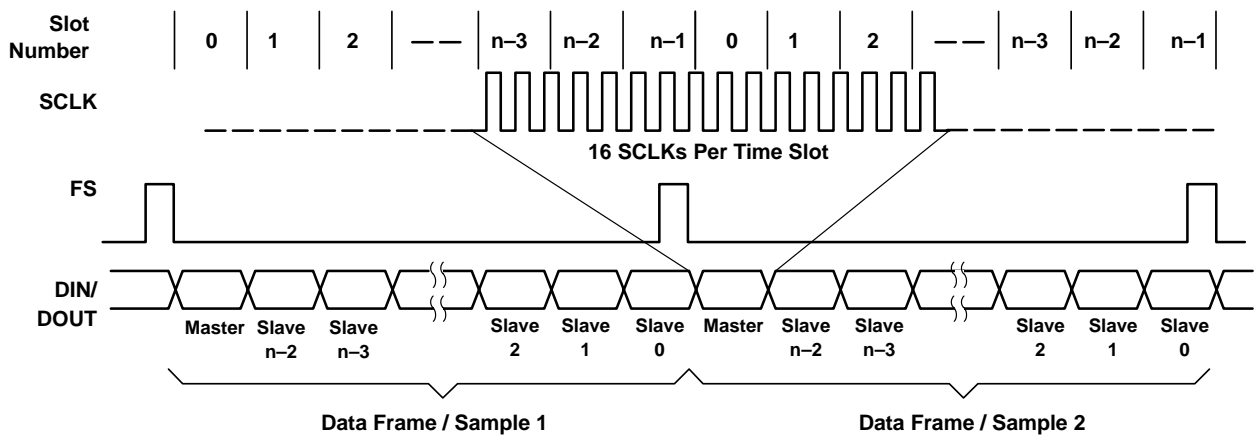 Slot Number
0 1 2 n–3 n–2 n–1 0 1 2 n–3 n–2 n–1
SCLK
16 SCLKs Per Time Slot
FS
DIN/
DOUT
Master Slave n–2 Slave n–3 Slave 2 Slave 1 Slave 0 Master Slave n–2 Slave n–3 Slave 2 Slave 1 Slave 0
Data Frame / Sample 1 Data Frame / Sample 2